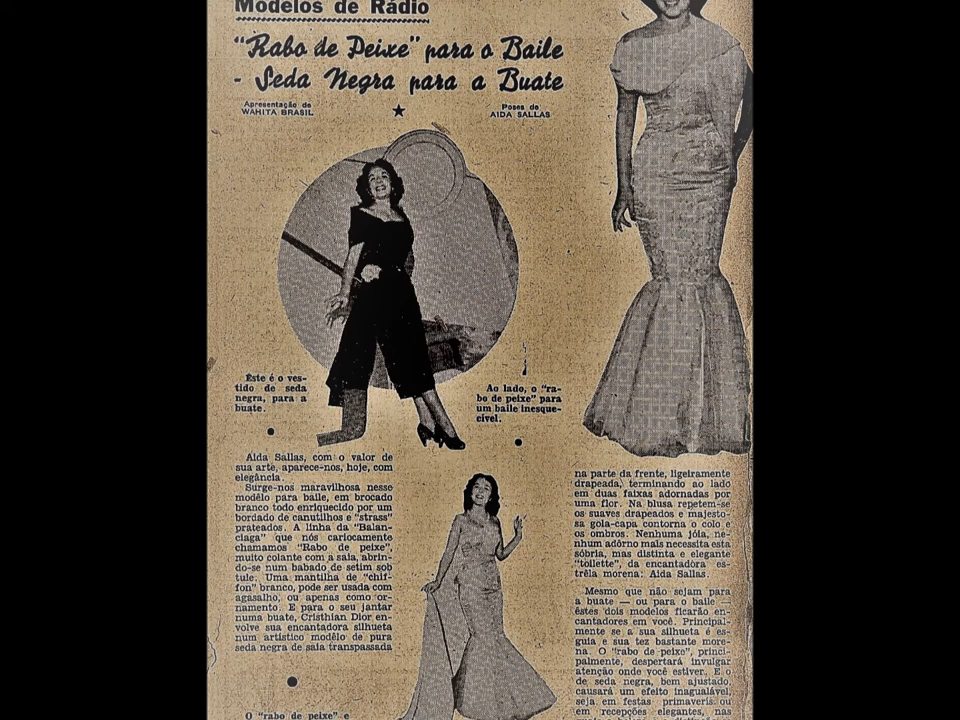 Modelos de Rádio
"Rabo de Peixe" para o Baile
- Seda Negra para a Buate
Apresentação de
WAHITA BRASIL
Poses de
AIDA SALLAS
Êste é o ves-
tido de seda
negra, para a
buate.
Ao lado, o "ra-
bo de peixe" para
um baile inesque-
cível.
Aida Sallas, com o valor de
sua arte, aparece-nos, hoje, com
elegância.
Surge-nos maravilhosa nesse
modêlo para baile, em brocado
branco todo enriquecido por um
bordado de canutilhos e "strass"
prateados. A linha da "Balan-
ciaga" que nós cariocamente
chamamos "Rabo de peixe",
muito colante com a saia, abrin-
do-se num babado de setim sob
tule. Uma mantilha de "chif-
fon" branco, pode ser usada com
agasalho, ou apenas como or-
namento. E para o seu jantar
numa buate, Cristhian Dior en-
volve sua encantadora silhueta
num artístico modêlo de pura
seda negra de saia transpassada
O "rabo de peixe" e
na parte da frente, ligeiramente
drapeada, terminando ao lado
em duas faixas adornadas por
uma flor. Na blusa repetem-se
os suaves drapeados e majesto-
sa gola-capa contorna o colo e
os ombros. Nenhuma jóia, ne-
nhum adôrno mais necessita esta
sóbria, mas distinta e elegante
"toilette", da encantadora es-
trêla morena: Aida Sallas.
Mesmo que não sejam para
a buate — ou para o baile —
êstes dois modelos ficarão en-
cantadores em você. Principal-
mente se a sua silhueta é es-
guia e sua tez bastante more-
na. O "rabo de peixe", princi-
palmente, despertará invulgar
atenção onde você estiver. E o
de seda negra, bem ajustado,
causará um efeito inagualável,
seja em festas primaveris ou
em recepções elegantes, nas